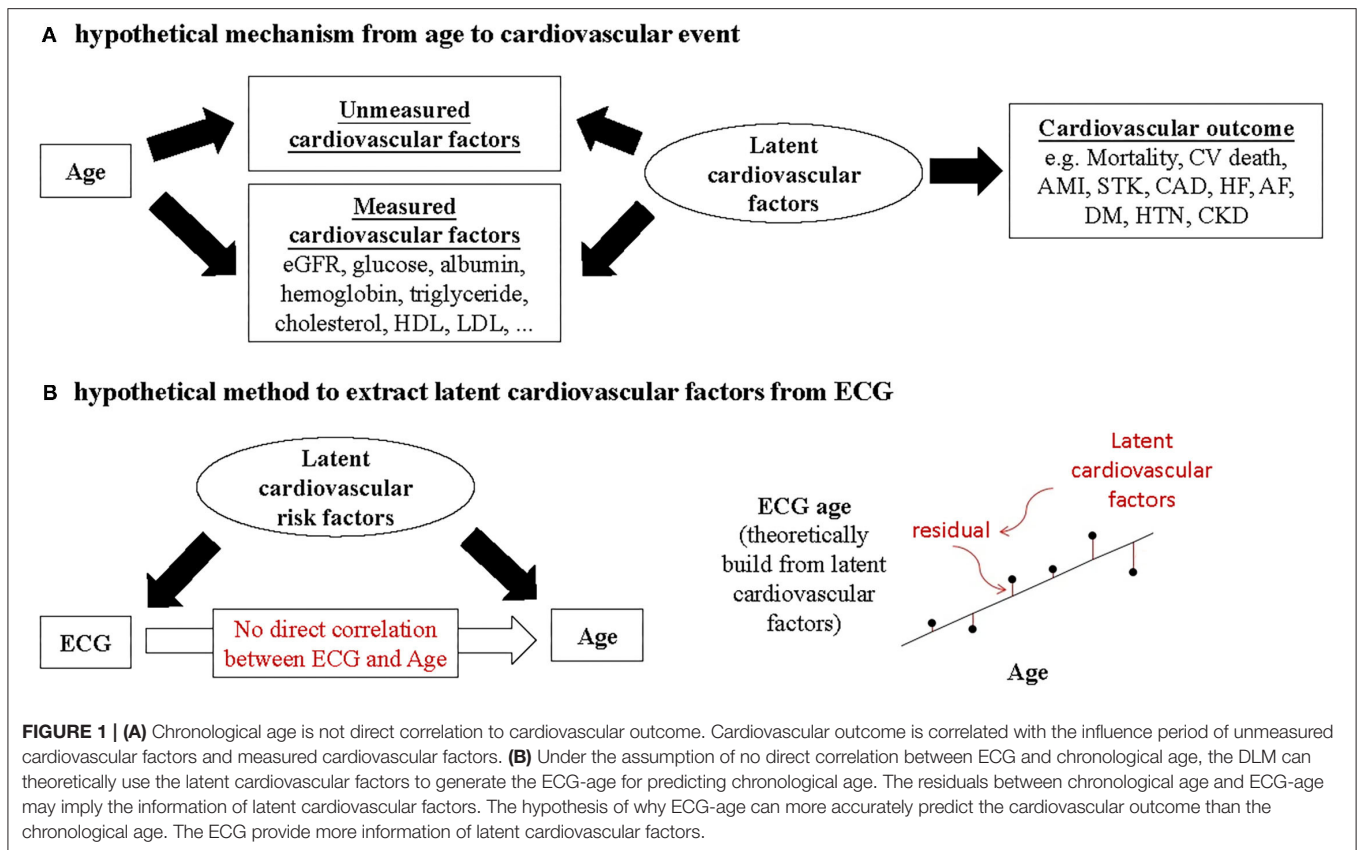 A hypothetical mechanism from age to cardiovascular event
Age
Unmeasured
cardiovascular factors
Measured
cardiovascular factors
eGFR, glucose, albumin,
hemoglobin, triglyceride,
cholesterol, HDL, LDL, ...
Latent
cardiovascular
factors
Cardiovascular outcome
e.g. Mortality, CV death,
AMI, STK, CAD, HF, AF,
DM, HTN, CKD
B hypothetical method to extract latent cardiovascular factors from ECG
Latent
cardiovascular
risk factors
ECG
No direct correlation
between ECG and Age
Age
ECG age
(theoretically
build from latent
cardiovascular
factors)
Latent
cardiovascular
factors
residual
Age
FIGURE 1 | (A) Chronological age is not direct correlation to cardiovascular outcome. Cardiovascular outcome is correlated with the influence period of unmeasured
cardiovascular factors and measured cardiovascular factors. (B) Under the assumption of no direct correlation between ECG and chronological age, the DLM can
theoretically use the latent cardiovascular factors to generate the ECG-age for predicting chronological age. The residuals between chronological age and ECG-age
may imply the information of latent cardiovascular factors. The hypothesis of why ECG-age can more accurately predict the cardiovascular outcome than the
chronological age. The ECG provide more information of latent cardiovascular factors.